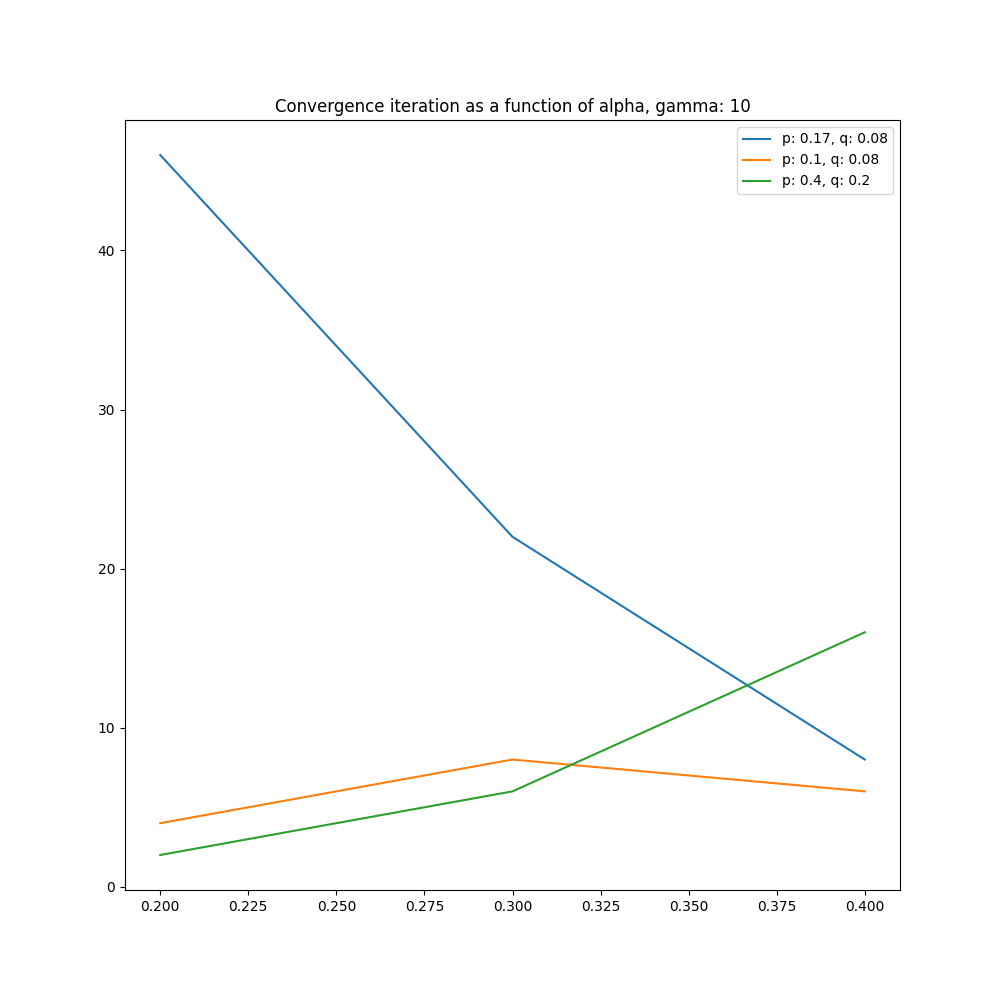 Convergence iteration as a function of alpha, gamma: 10
p: 0.17, q: 0.08
p: 0.1, q: 0.08
p: 0.4, q: 0.2
40
30
20
10
0
0.200 0.225 0.250 0.275 0.300 0.325 0.350 0.375 0.400